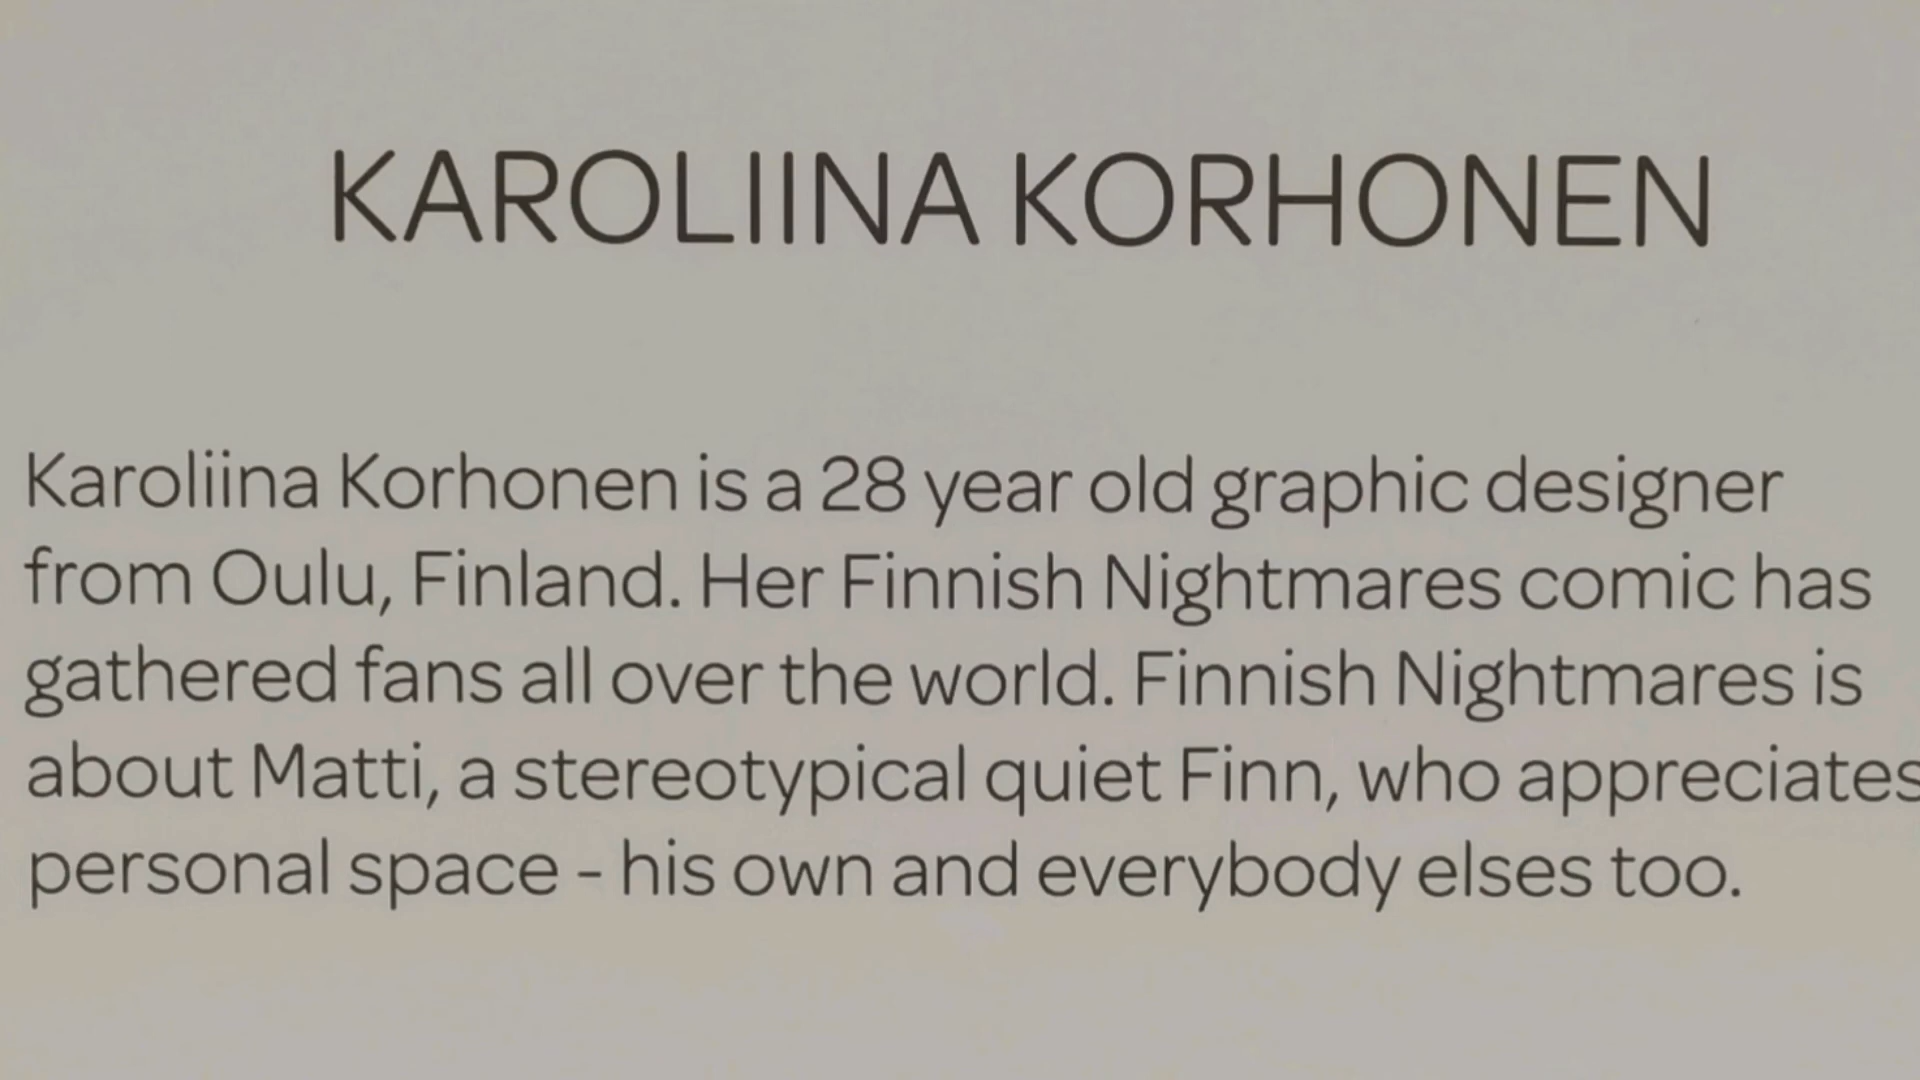 KAROLIINA KORHONEN
Karoliina Korhonen is a 28 year old graphic designer
from Oulu, Finland. Her Finnish Nightmares comic has
gathered fans all over the world. Finnish Nightmares is
about Matti, a stereotypical quiet Finn, who appreciates
personal space - his own and everybody elses too.